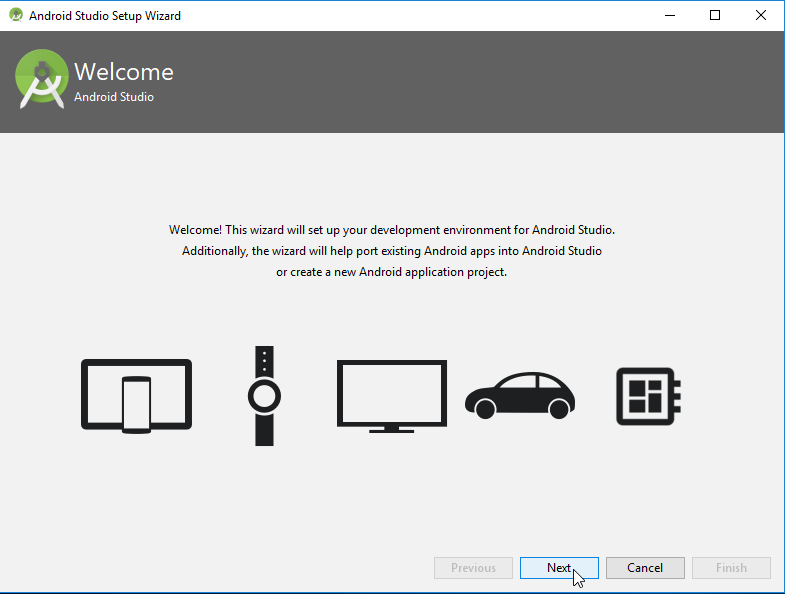 Android Studio Setup Wizard
Welcome
Android Studio
Welcome! This wizard will set up your development environment for Android Studio.
Additionally, the wizard will help port existing Android apps into Android Studio
or create a new Android application project.
Previous
Next
Cancel
Finish